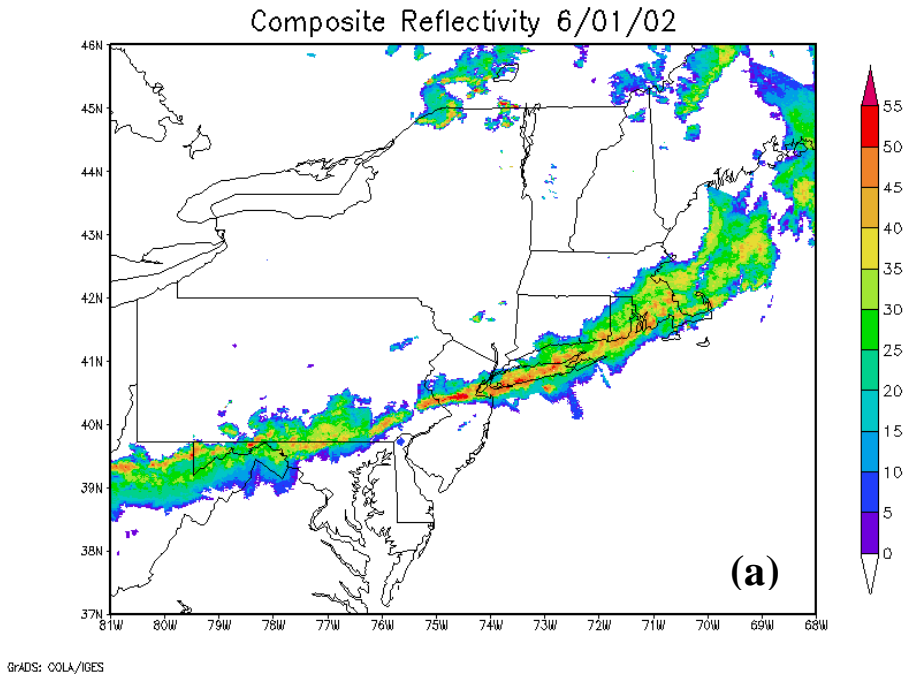 Composite Reflectivity 6/01/02
46N
45N
44N
43N
42N
41N
40N
39N
38N
37N
81W 80W 79W 78W 77W 76W 75W 74W 73W 72W 71W 70W 69W 68W
55
50
45
40
35
30
25
20
15
10
5
0
(a)
GrADS: COLA/IGES